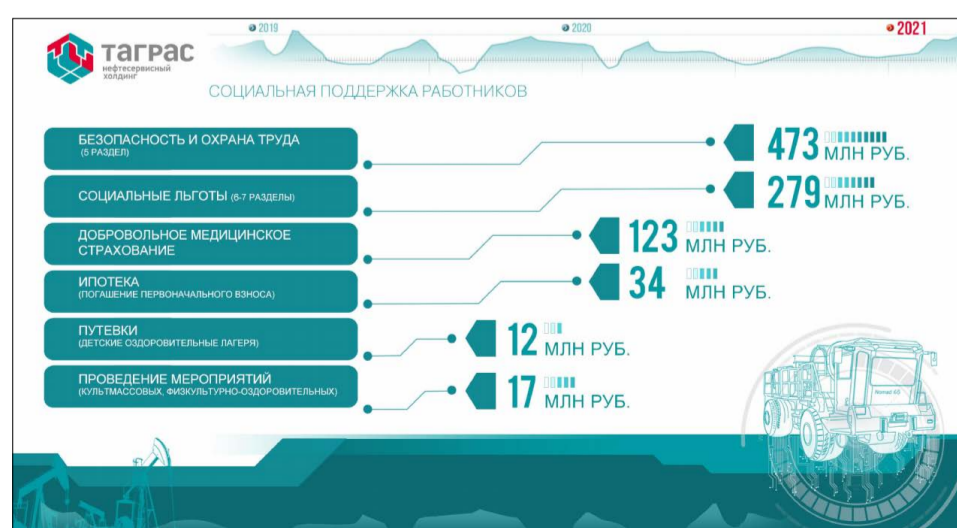 2019
2020
2021
ТаграС
нефтесервисный
холдинг
СОЦИАЛЬНАЯ ПОДДЕРЖКА РАБОТНИКОВ
БЕЗОПАСНОСТЬ И ОХРАНА ТРУДА
(5 РАЗДЕЛ)
473 МЛН РУБ.
СОЦИАЛЬНЫЕ ЛЬГОТЫ (6-7 РАЗДЕЛЫ)
279 МЛН РУБ.
ДОБРОВОЛЬНОЕ МЕДИЦИНСКОЕ
СТРАХОВАНИЕ
123 МЛН РУБ.
ИПОТЕКА
(ПОГАШЕНИЕ ПЕРВОНАЧАЛЬНОГО ВЗНОСА)
34 МЛН РУБ.
ПУТЕВКИ
(ДЕТСКИЕ ОЗДОРОВИТЕЛЬНЫЕ ЛАГЕРЯ)
12 МЛН РУБ.
ПРОВЕДЕНИЕ МЕРОПРИЯТИЙ
(КУЛЬТМАССОВЫХ, ФИЗКУЛЬТУРНО-ОЗДОРОВИТЕЛЬНЫХ)
17 МЛН РУБ.